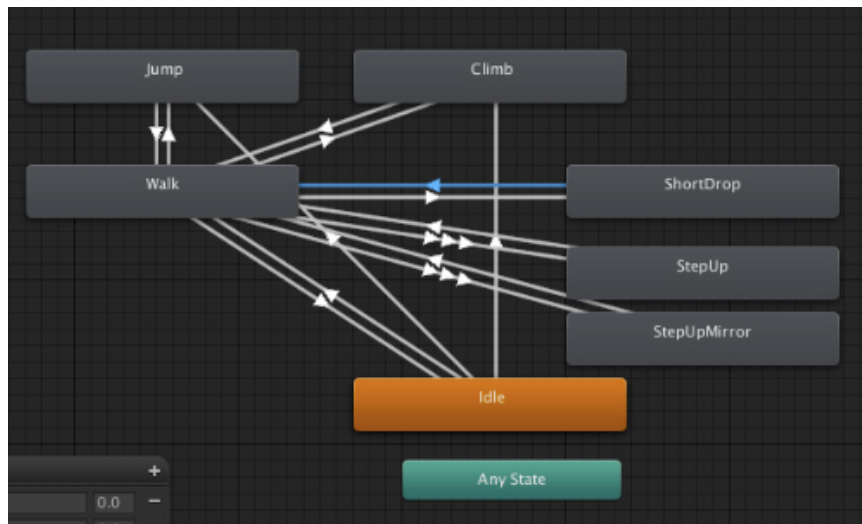 Jump
Climb
Walk
ShortDrop
StepUp
StepUpMirror
Idle
Any State
+
0.0
−